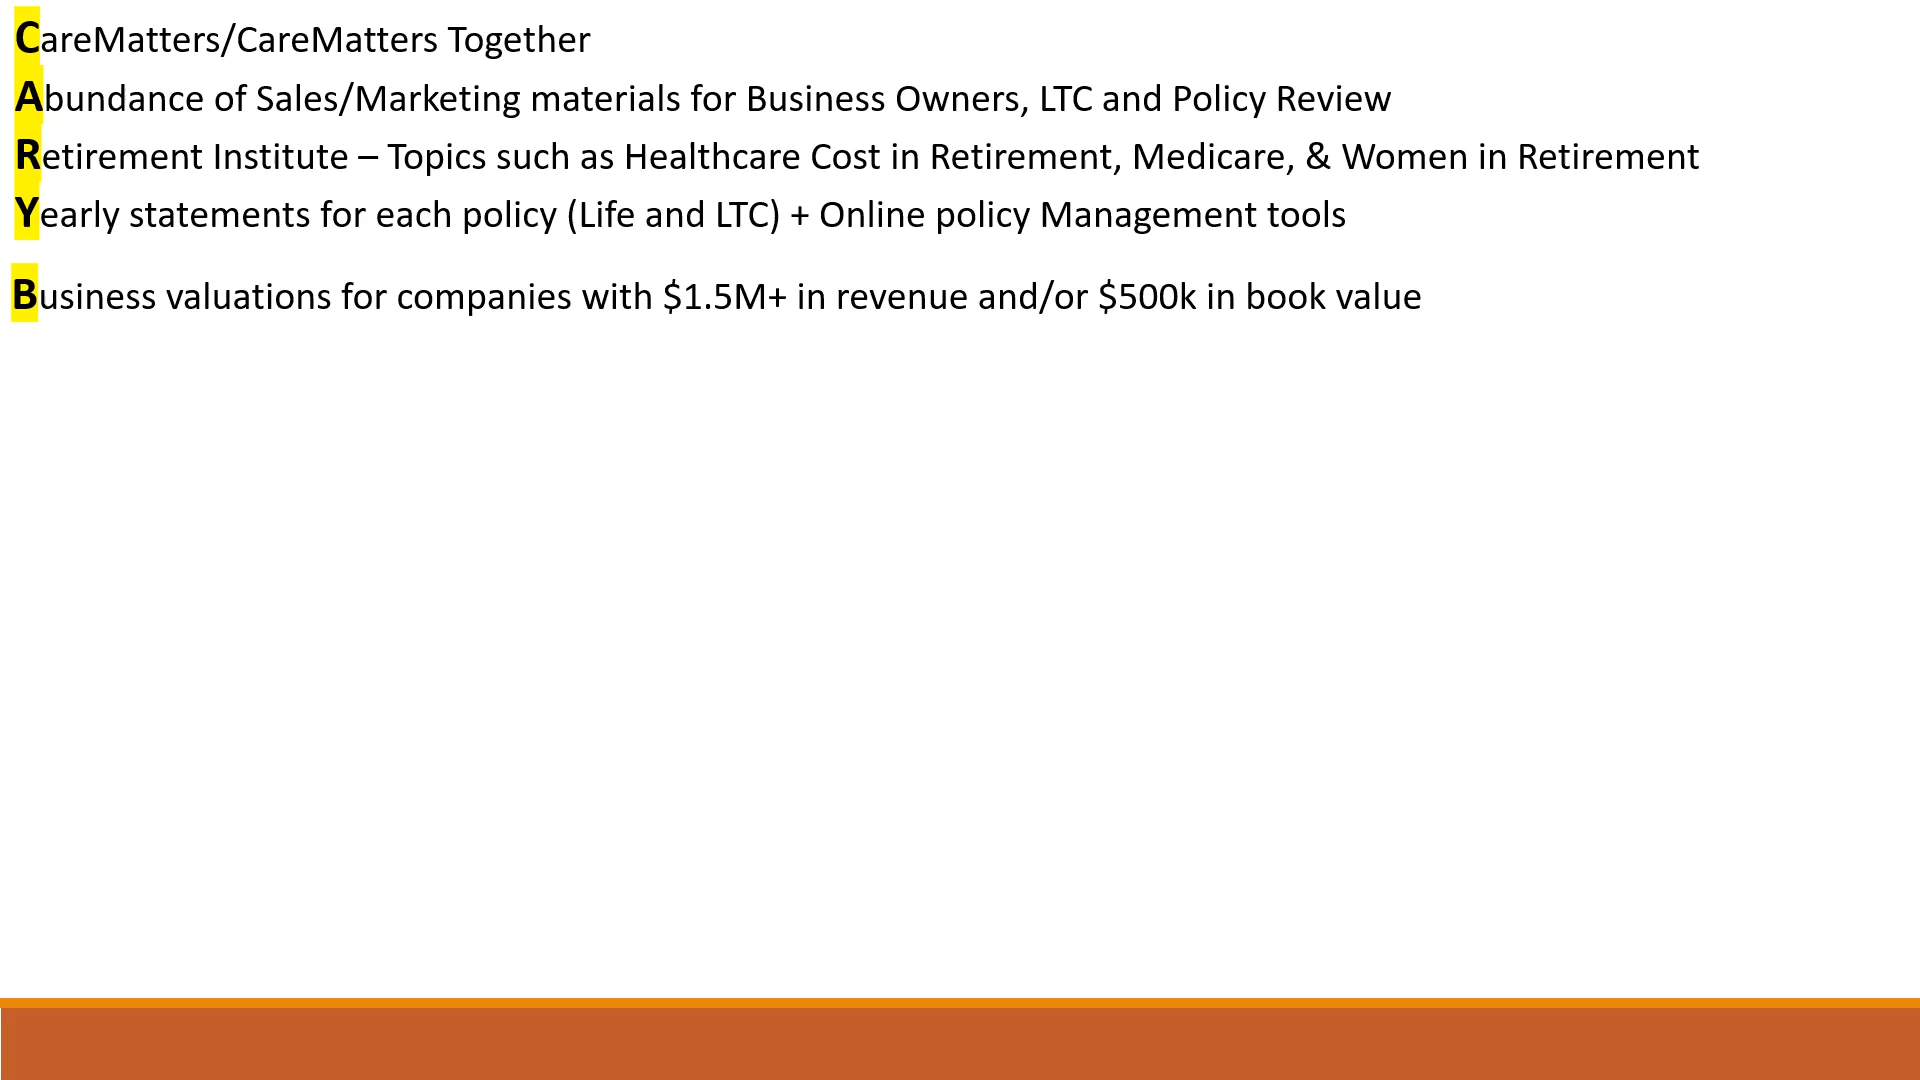 CareMatters/CareMatters Together
Abundance of Sales/Marketing materials for Business Owners, LTC and Policy Review
Retirement Institute – Topics such as Healthcare Cost in Retirement, Medicare, & Women in Retirement
Yearly statements for each policy (Life and LTC) + Online policy Management tools
Business valuations for companies with $1.5M+ in revenue and/or $500k in book value